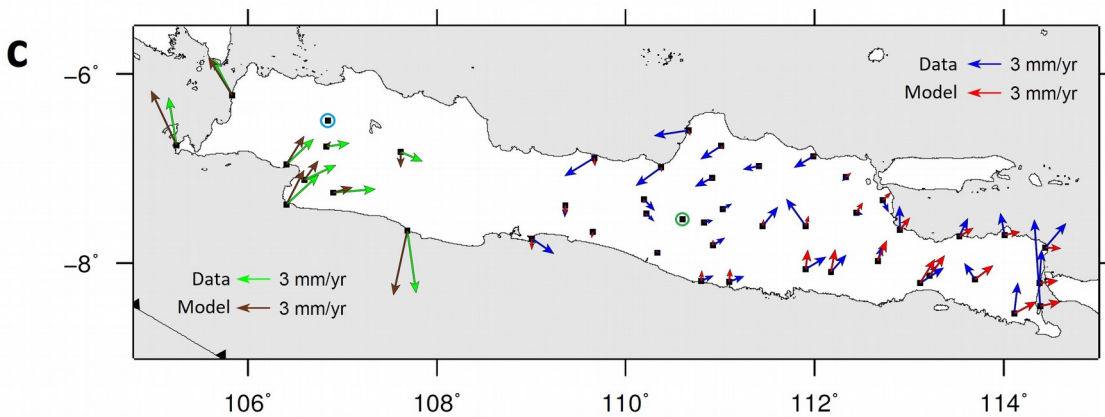 c
−6°
−8°
Data 3 mm/yr
Model 3 mm/yr
Data 3 mm/yr
Model 3 mm/yr
106° 108° 110° 112° 114°